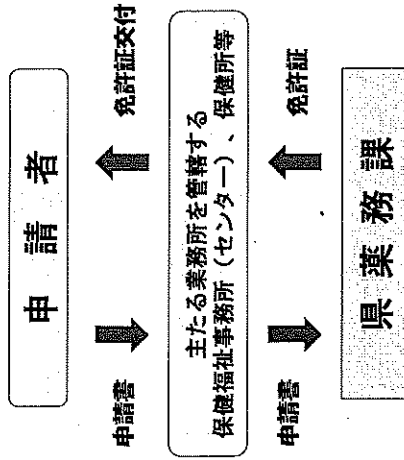 申請者
申請書
免許証交付
主たる業務所を管轄する
保健福祉事務所（センター）、保健所等
申請書
免許証
県薬務課